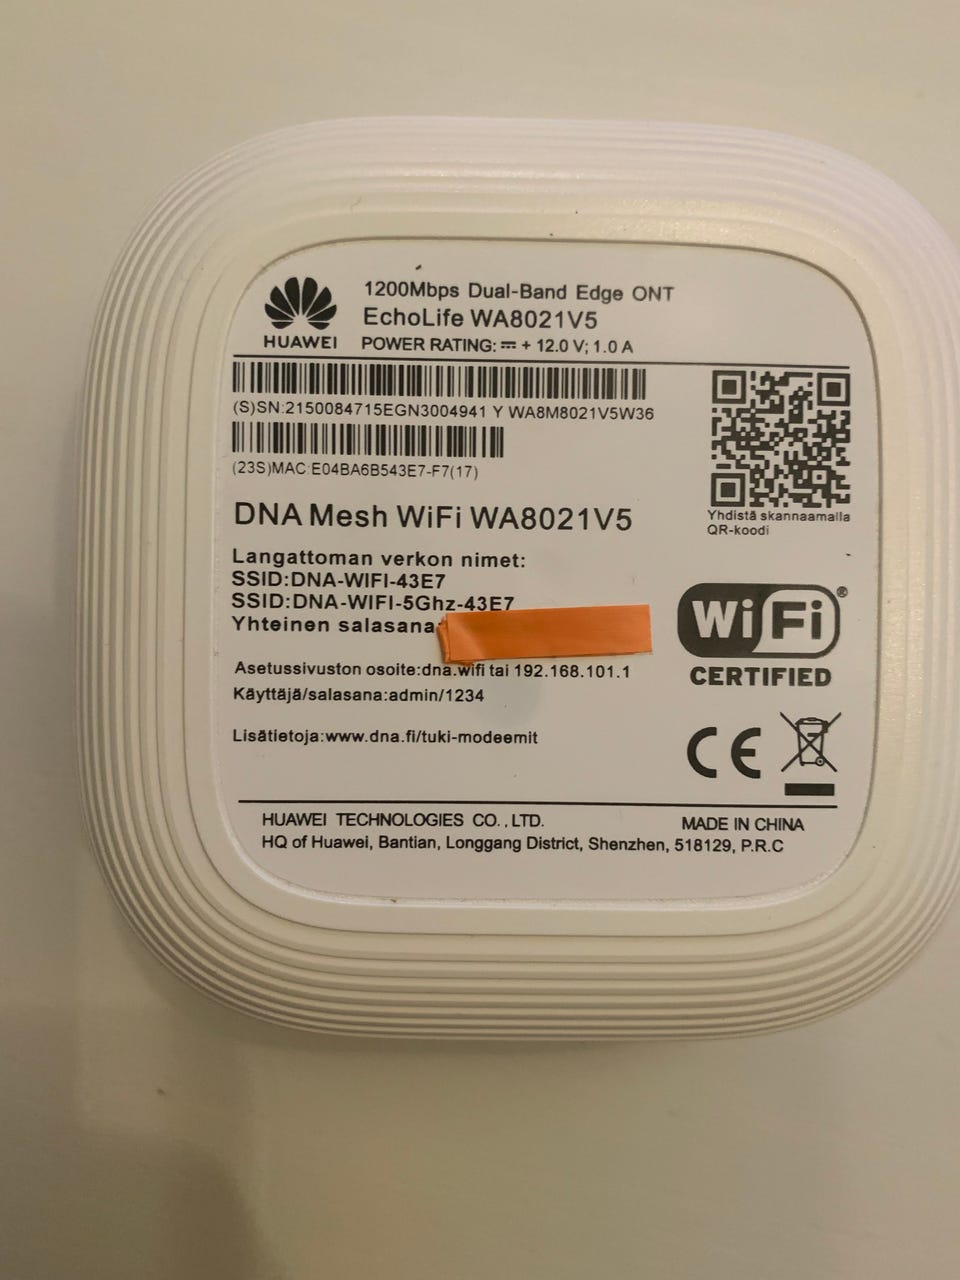 HUAWEI
1200Mbps Dual-Band Edge ONT
EchoLife WA8021V5
POWER RATING: ⎓ + 12.0 V; 1.0 A
(S)SN:2150084715EGN3004941 Y WA8M8021V5W36
(23S)MAC:E04BA6B543E7-F7(17)
Yhdistä skannaamalla
QR-koodi
DNA Mesh WiFi WA8021V5
Langattoman verkon nimet:
SSID:DNA-WIFI-43E7
SSID:DNA-WIFI-5Ghz-43E7
Yhteinen salasana
Asetussivuston osoite:dna.wifi tai 192.168.101.1
Käyttäjä/salasana:admin/1234
Lisätietoja:www.dna.fi/tuki-modeemit
WiFi®
CERTIFIED
CE
HUAWEI TECHNOLOGIES CO.,LTD.
MADE IN CHINA
HQ of Huawei, Bantian, Longgang District, Shenzhen, 518129, P.R.C